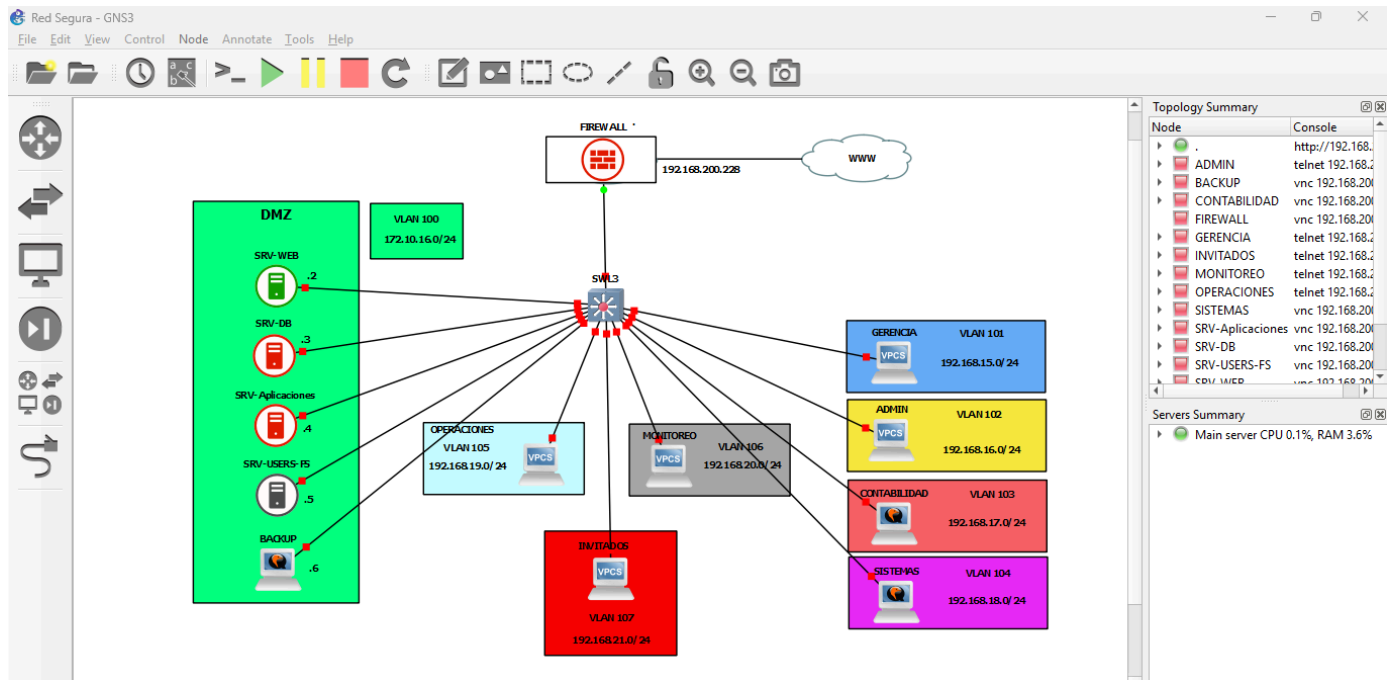 Red Segura - GNS3
File Edit View Control Node Annotate Tools Help
FIREWALL
192.168.200.228
WWW
DMZ
VLAN 100
172.10.16.0/24
SRV-WEB
.2
SRV-DB
.3
SRV-Aplicaciones
.4
SRV-USERS-FS
.5
BACKUP
.6
SWL3
OPERACIONES
VLAN 105
192.168.19.0/24
VPCS
MONITOREO
VLAN 106
192.168.20.0/24
VPCS
INVITADOS
VPCS
VLAN 107
192.168.21.0/24
GERENCIA VLAN 101
VPCS
192.168.15.0/24
ADMIN VLAN 102
VPCS
192.168.16.0/24
CONTABILIDAD VLAN 103
192.168.17.0/24
SISTEMAS VLAN 104
192.168.18.0/24
Topology Summary
Node Console
. http://192.168.
ADMIN telnet 192.168.2
BACKUP vnc 192.168.200
CONTABILIDAD vnc 192.168.200
FIREWALL vnc 192.168.200
GERENCIA telnet 192.168.2
INVITADOS telnet 192.168.2
MONITOREO telnet 192.168.2
OPERACIONES telnet 192.168.2
SISTEMAS vnc 192.168.200
SRV-Aplicaciones vnc 192.168.200
SRV-DB vnc 192.168.200
SRV-USERS-FS vnc 192.168.200
SRV-WEB vnc 192.168.200
Servers Summary
Main server CPU 0.1%, RAM 3.6%